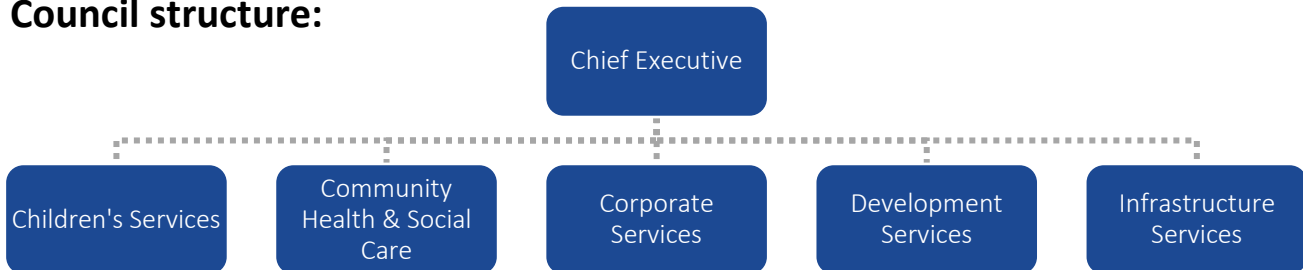 Council structure:
Chief Executive
Children's Services
Community
Health & Social
Care
Corporate
Services
Development
Services
Infrastructure
Services